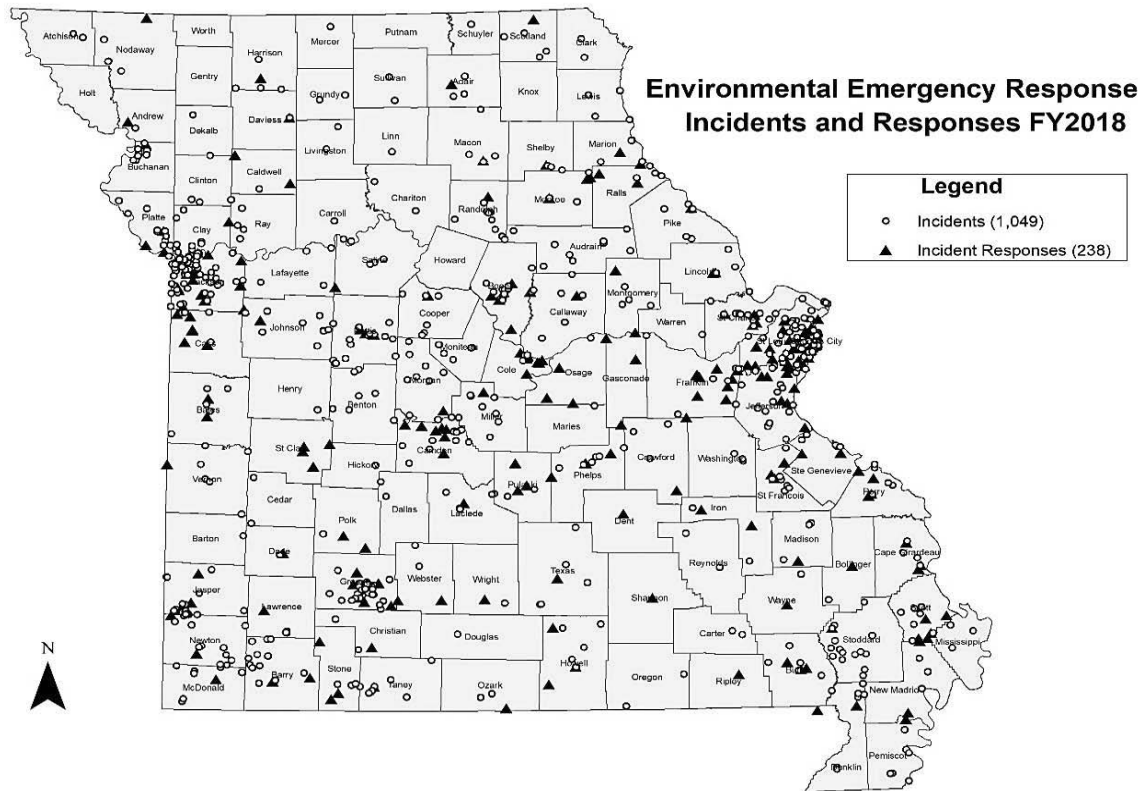 Environmental Emergency Response
Incidents and Responses FY2018
Legend
Incidents (1,049)
Incident Responses (238)
N
Atchison
Nodaway
Worth
Harrison
Mercer
Putnam
Schuyler
Scotland
Clark
Holt
Gentry
Grundy
Sullivan
Adair
Knox
Lewis
Andrew
Dekalb
Daviess
Livingston
Linn
Macon
Shelby
Marion
Buchanan
Clinton
Caldwell
Chariton
Randolph
Monroe
Ralls
Platte
Clay
Ray
Carroll
Pike
Audrain
Lafayette
Saline
Howard
Boone
Callaway
Montgomery
Lincoln
Warren
St Charles
City
Johnson
Cooper
Moniteau
Cass
Cole
Osage
Gasconade
Franklin
Jefferson
Henry
Benton
Morgan
Miller
Maries
Bates
St Clair
Hickory
Camden
Phelps
Crawford
Washington
Ste Genevieve
St Francois
Perry
Vernon
Cedar
Polk
Dallas
Laclede
Pulaski
Dent
Iron
Madison
Bollinger
Cape Girardeau
Barton
Dade
Webster
Wright
Texas
Reynolds
Shannon
Wayne
Jasper
Lawrence
Christian
Douglas
Carter
Stoddard
Scott
Mississippi
Newton
McDonald
Barry
Stone
Taney
Ozark
Howell
Oregon
Ripley
New Madrid
Dunklin
Pemiscot